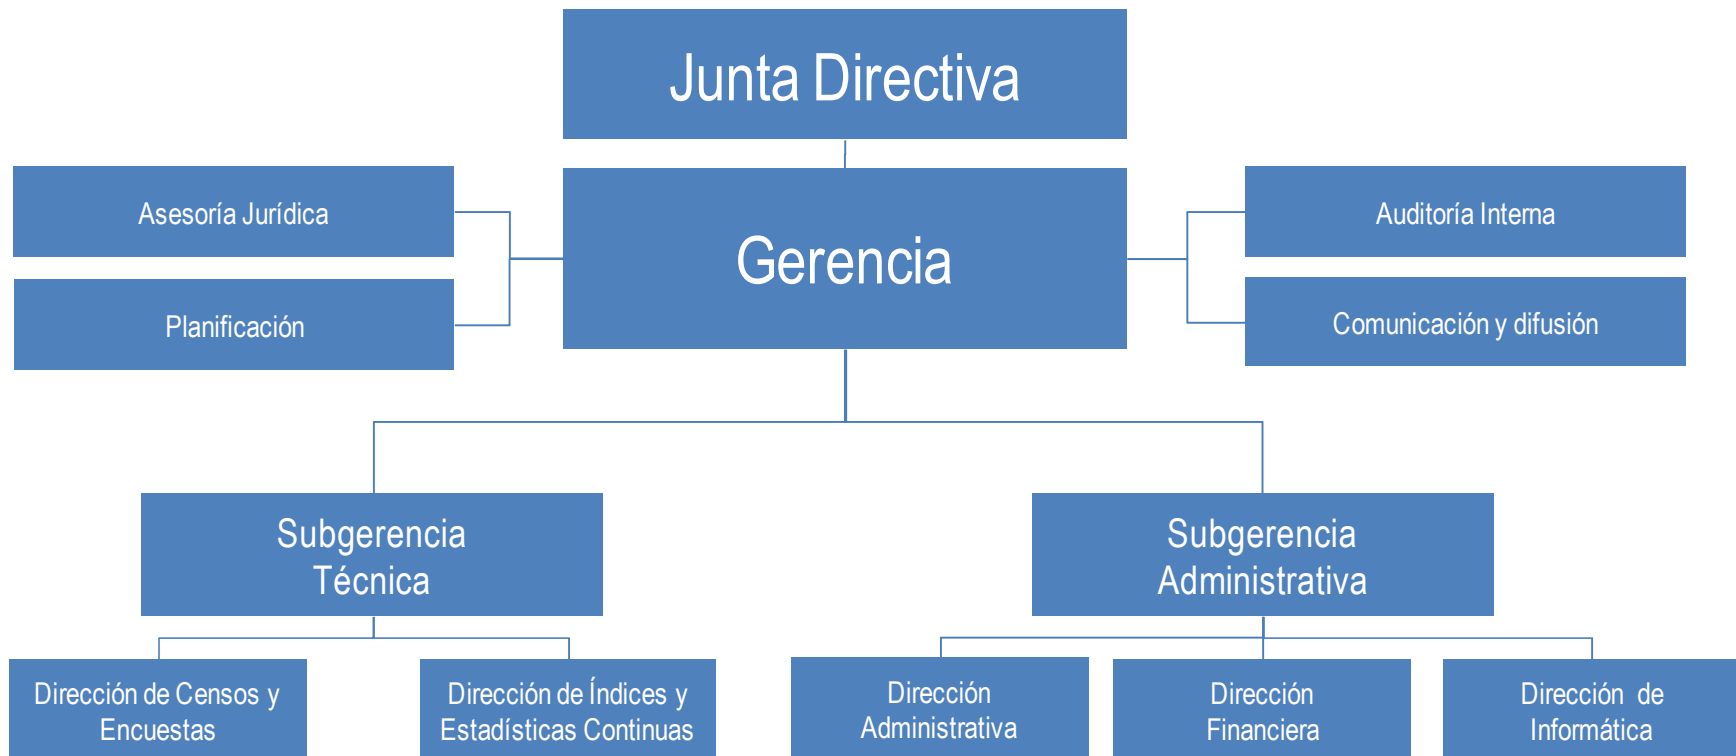 Junta Directiva
Asesoría Jurídica
Gerencia
Auditoría Interna
Planificación
Comunicación y difusión
Subgerencia
Técnica
Subgerencia
Administrativa
Dirección de Censos y
Encuestas
Dirección de Índices y
Estadísticas Continuas
Dirección
Administrativa
Dirección
Financiera
Dirección de
Informática